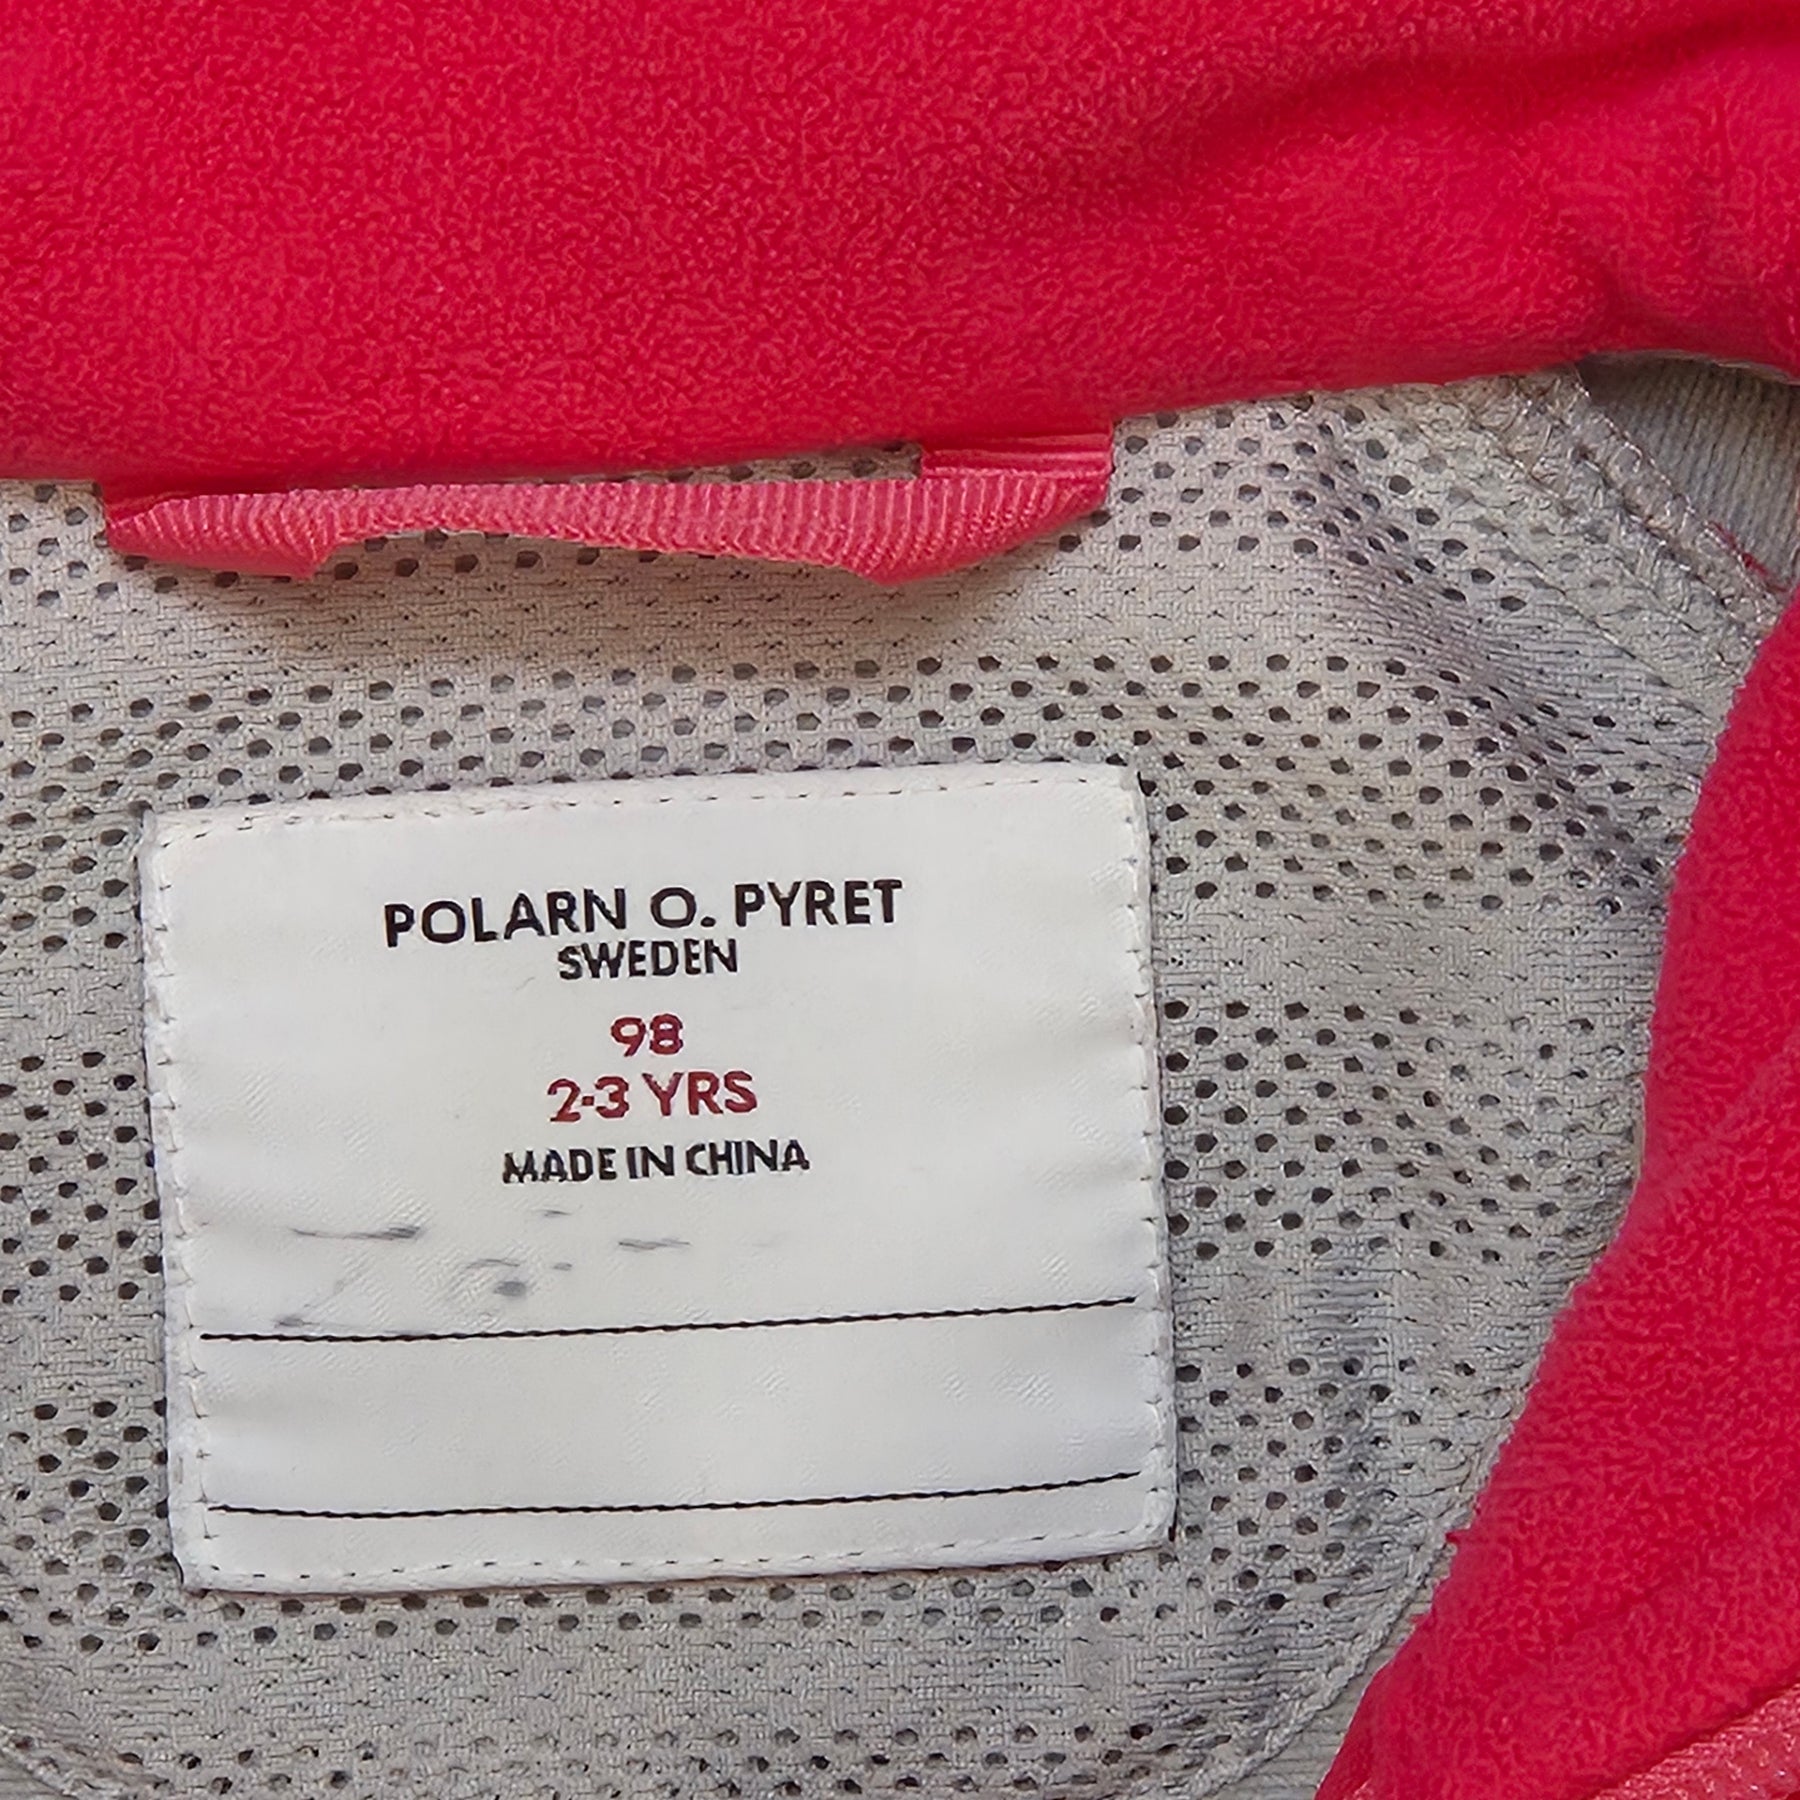 POLARN O. PYRET
SWEDEN
98
2-3 YRS
MADE IN CHINA